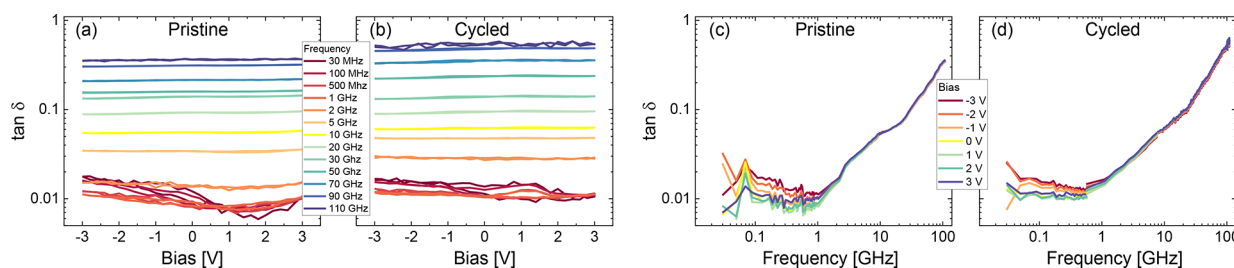 (a) Pristine
(b) Cycled
(c) Pristine
(d) Cycled
tan δ
1
0.1
0.01
-3 -2 -1 0 1 2 3
Bias [V]
Frequency
30 MHz
100 MHz
500 Mhz
1 GHz
2 GHz
5 GHz
10 GHz
20 GHz
30 Ghz
50 Ghz
70 GHz
90 GHz
110 GHz
-3 -2 -1 0 1 2 3
Bias [V]
tan δ
1
0.1
0.01
0.1 1 10 100
Frequency [GHz]
Bias
-3 V
-2 V
-1 V
0 V
1 V
2 V
3 V
0.1 1 10 100
Frequency [GHz]